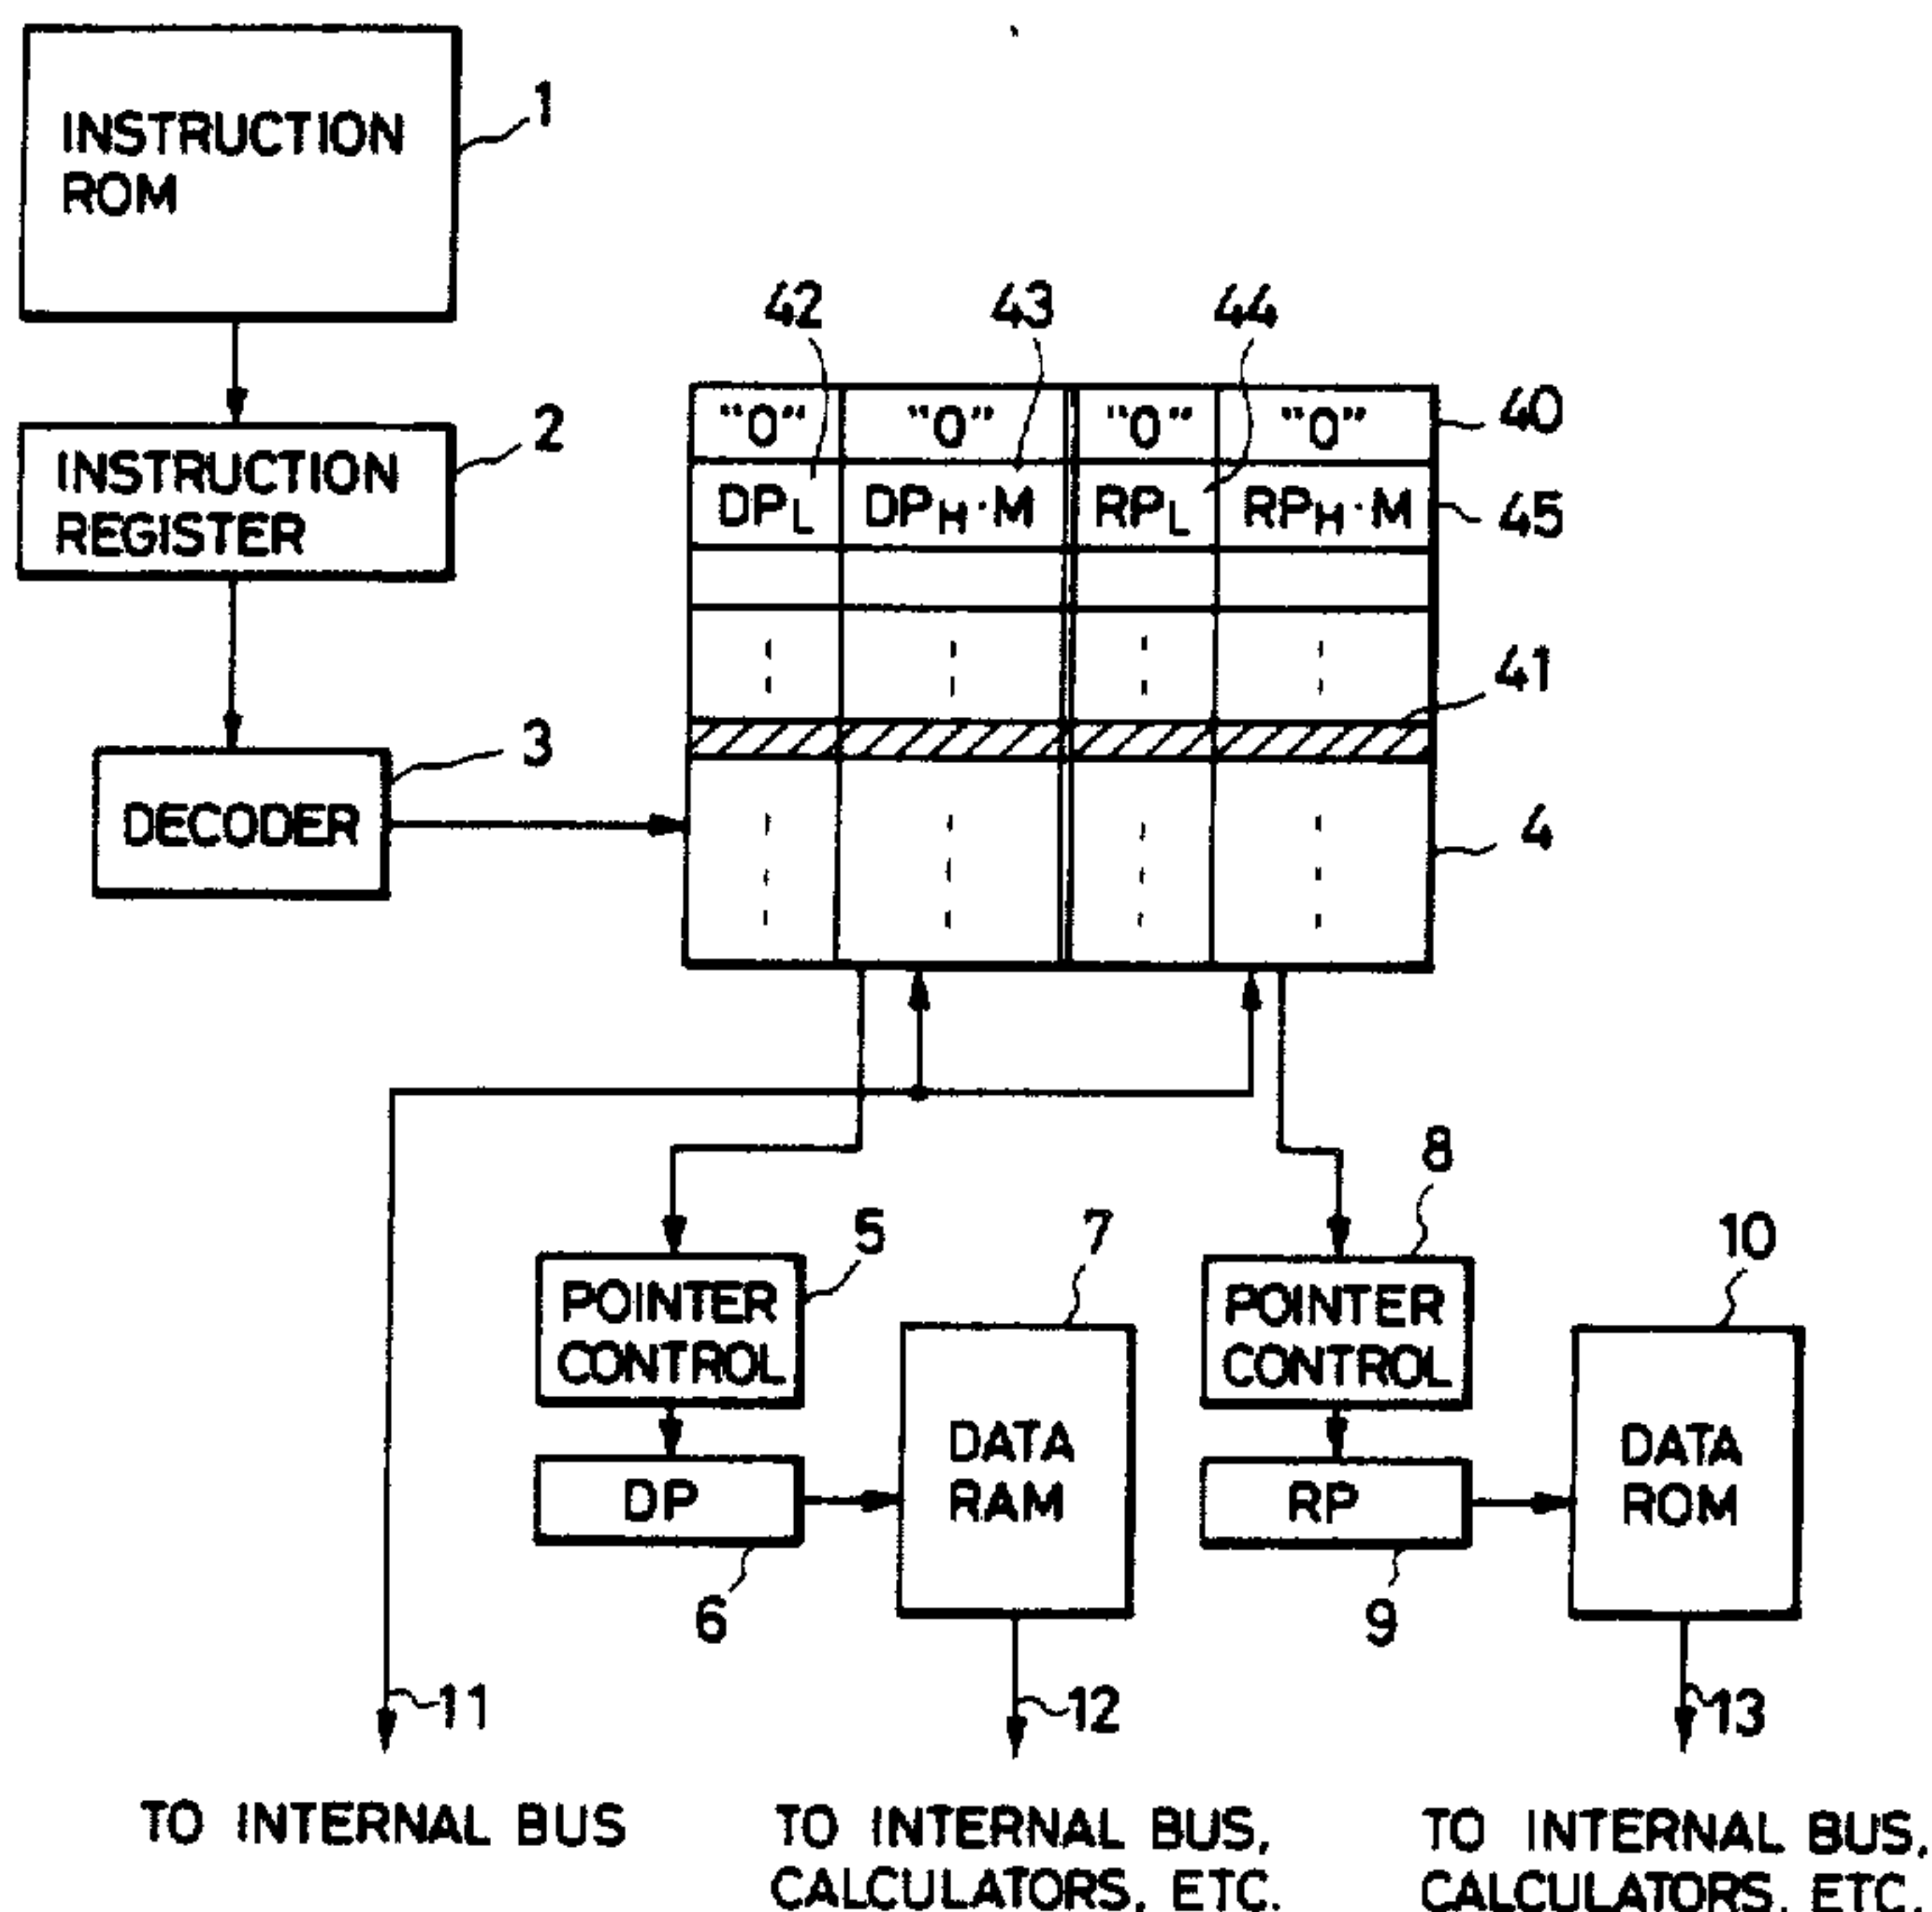 INSTRUCTION
ROM
1
INSTRUCTION
REGISTER
2
DECODER
3
42
43
44
"0" "0" "0" "0"
40
DPL DPH·M RPL RPH·M
45
41
4
POINTER
CONTROL
5
DP
6
DATA
RAM
7
POINTER
CONTROL
8
RP
9
DATA
ROM
10
11
12
13
TO INTERNAL BUS
TO INTERNAL BUS,
CALCULATORS, ETC.
TO INTERNAL BUS,
CALCULATORS, ETC.